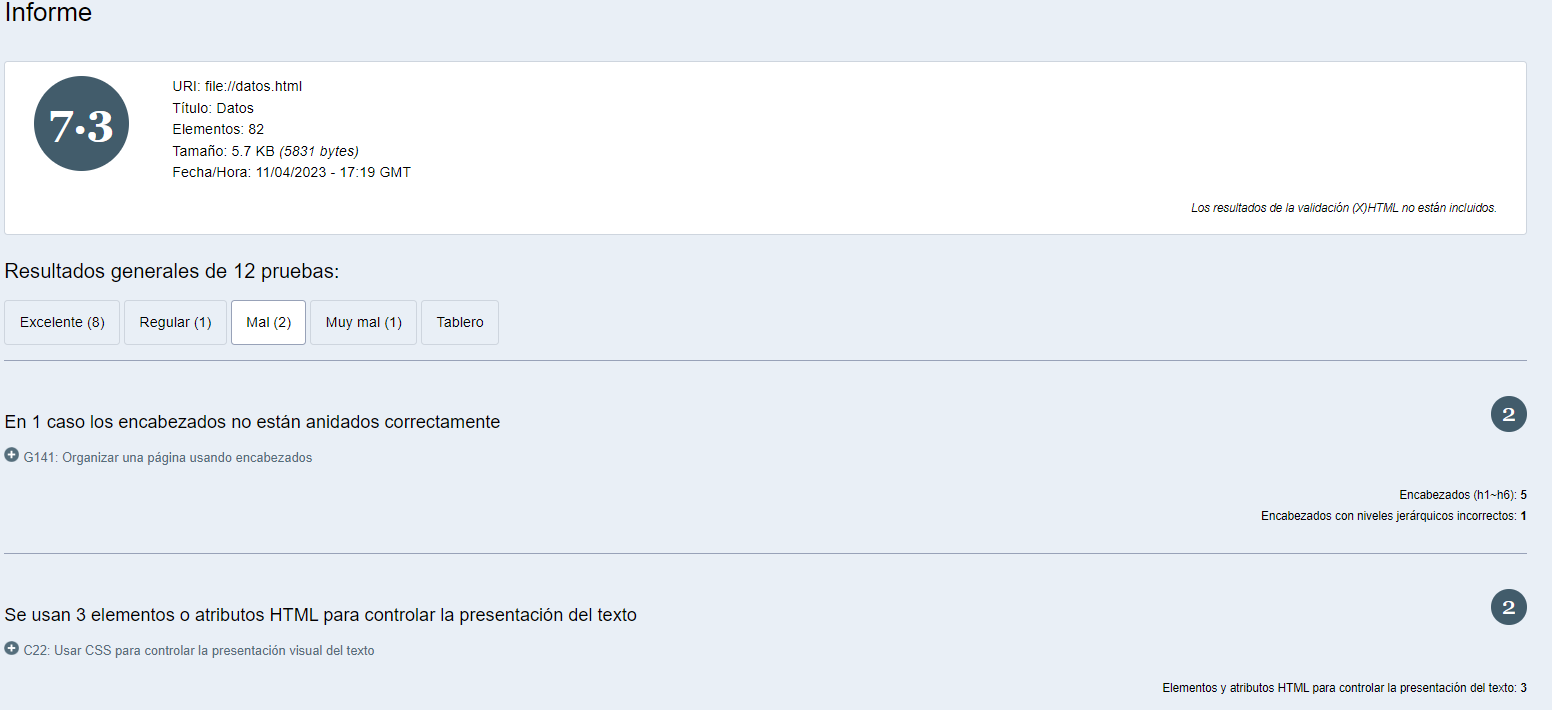 Informe
7.3
URI: file://datos.html
Título: Datos
Elementos: 82
Tamaño: 5.7 KB (5831 bytes)
Fecha/Hora: 11/04/2023 - 17:19 GMT
Los resultados de la validación (X)HTML no están incluidos.
Resultados generales de 12 pruebas:
Excelente (8) Regular (1) Mal (2) Muy mal (1) Tablero
En 1 caso los encabezados no están anidados correctamente
2
G141: Organizar una página usando encabezados
Encabezados (h1~h6): 5
Encabezados con niveles jerárquicos incorrectos: 1
Se usan 3 elementos o atributos HTML para controlar la presentación del texto
2
C22: Usar CSS para controlar la presentación visual del texto
Elementos y atributos HTML para controlar la presentación del texto: 3